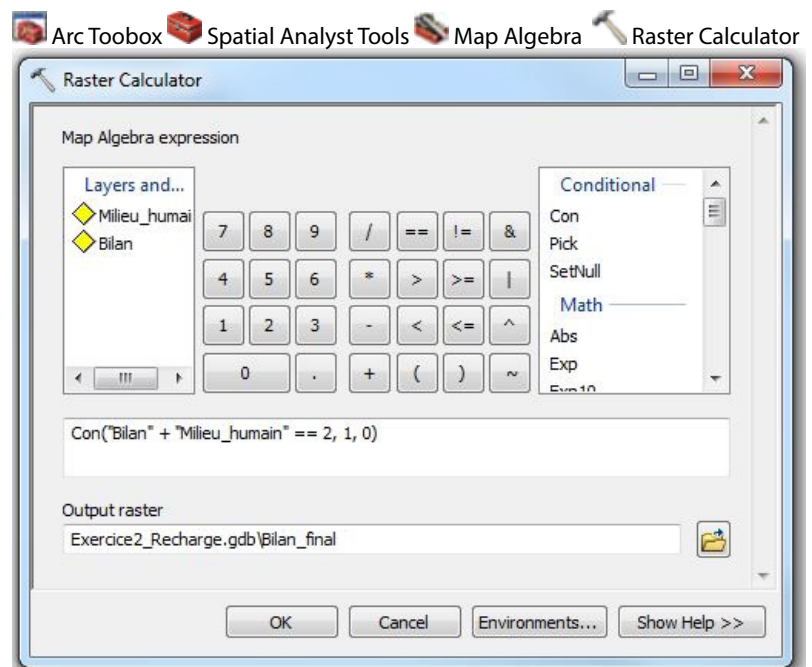 Arc Toobox Spatial Analyst Tools Map Algebra Raster Calculator
Raster Calculator
Map Algebra expression
Layers and...
Milieu_humai
Bilan
7 8 9 / == != &
4 5 6 * > >= |
1 2 3 - < <= ^
0 . + ( ) ~
Conditional
Con
Pick
SetNull
Math
Abs
Exp
Exp10
Con("Bilan" + "Milieu_humain" == 2, 1, 0)
Output raster
Exercice2_Recharge.gdb\Bilan_final
OK Cancel Environments... Show Help >>